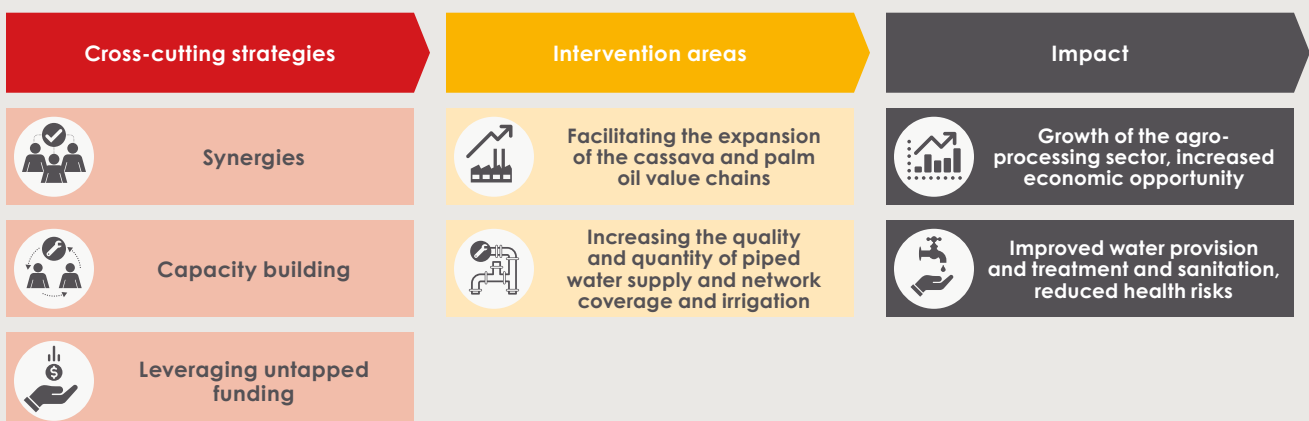 Cross-cutting strategies
Intervention areas
Impact
Synergies
Facilitating the expansion
of the cassava and palm
oil value chains
Growth of the agro-
processing sector, increased
economic opportunity
Capacity building
Increasing the quality
and quantity of piped
water supply and network
coverage and irrigation
Improved water provision
and treatment and sanitation,
reduced health risks
$
Leveraging untapped
funding